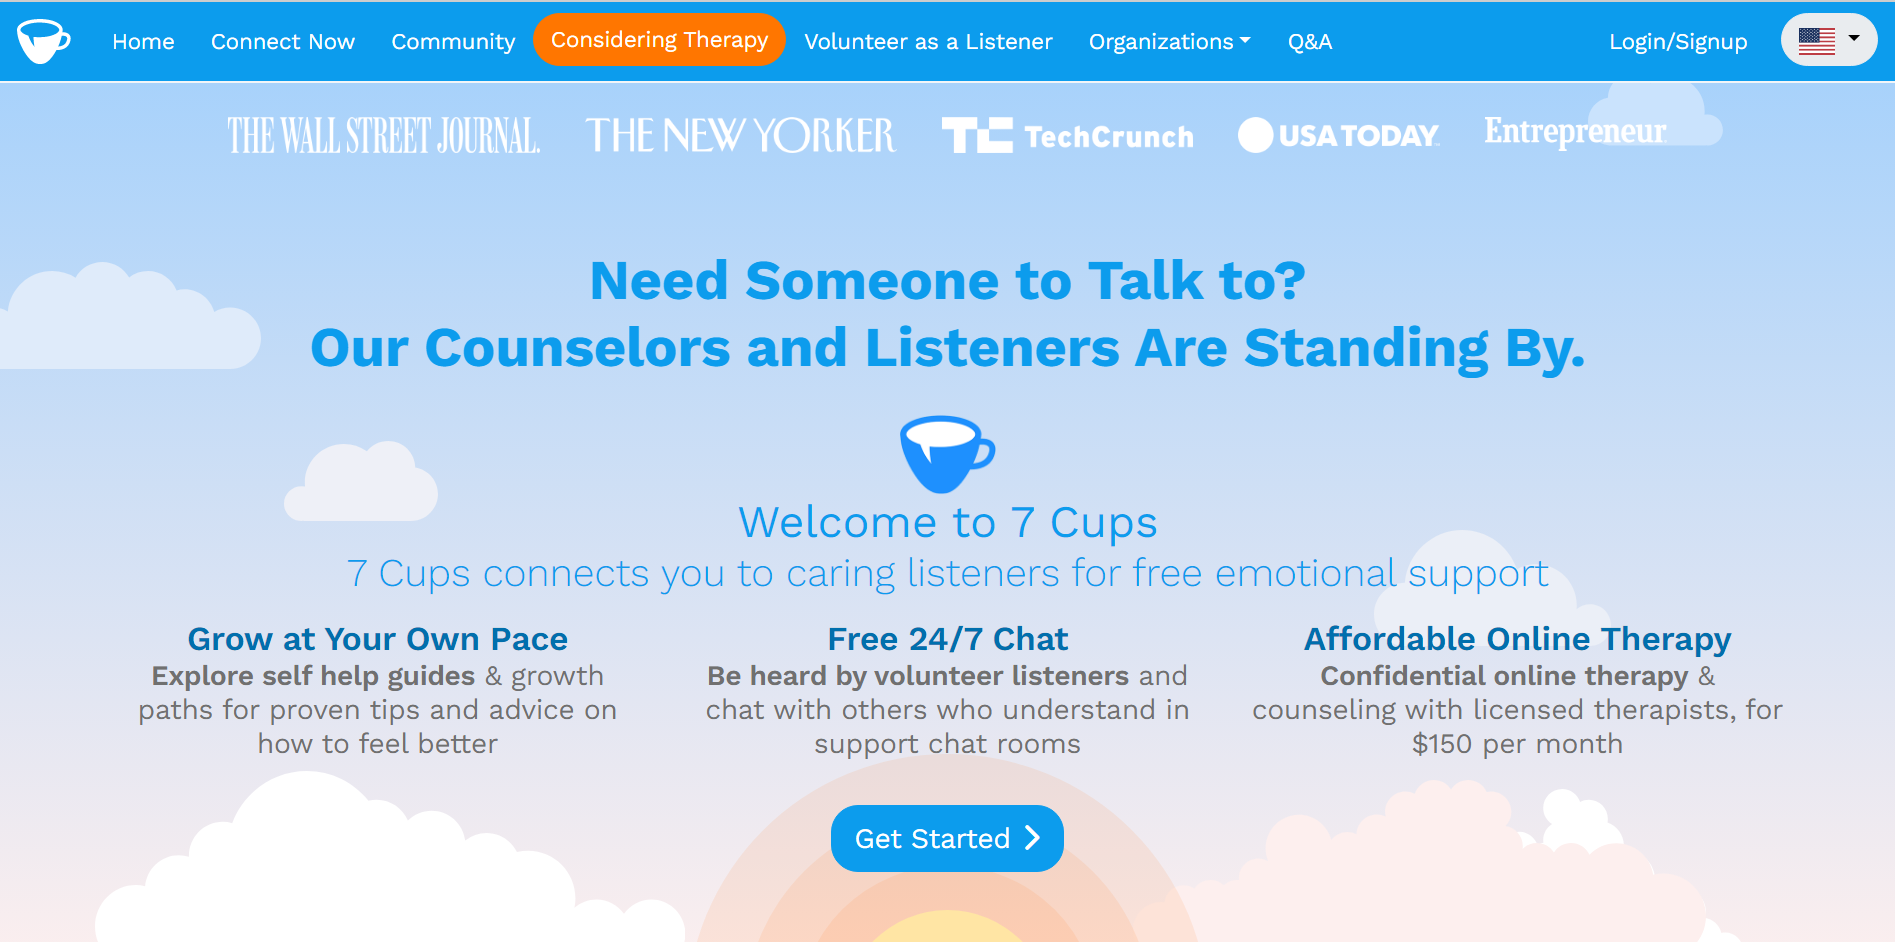 Home Connect Now Community Considering Therapy Volunteer as a Listener Organizations Q&A Login/Signup
THE WALL STREET JOURNAL. THE NEW YORKER TC TechCrunch USA TODAY Entrepreneur
Need Someone to Talk to?
Our Counselors and Listeners Are Standing By.
Welcome to 7 Cups
7 Cups connects you to caring listeners for free emotional support
Grow at Your Own Pace
Explore self help guides & growth
paths for proven tips and advice on
how to feel better
Free 24/7 Chat
Be heard by volunteer listeners and
chat with others who understand in
support chat rooms
Affordable Online Therapy
Confidential online therapy &
counseling with licensed therapists, for
$150 per month
Get Started